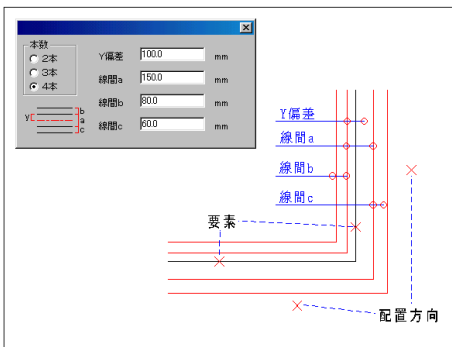 本数
2本
3本
4本
Y偏差 100.0 mm
線間a 150.0 mm
線間b 80.0 mm
線間c 60.0 mm
Y
b
a
c
Y偏差
線間a
線間b
線間c
要素
配置方向